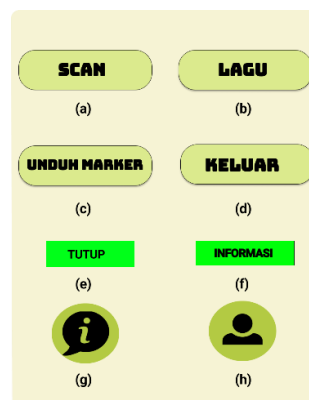 SCAN LAGU
(a) (b)
UNDUH MARKER KELUAR
(c) (d)
TUTUP INFORMASI
(e) (f)
i
(g) (h)